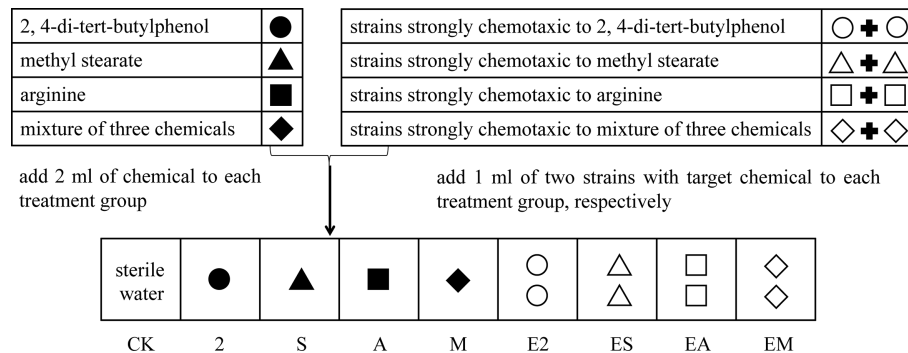 2, 4-di-tert-butylphenol
methyl stearate
arginine
mixture of three chemicals
strains strongly chemotaxic to 2, 4-di-tert-butylphenol
strains strongly chemotaxic to methyl stearate
strains strongly chemotaxic to arginine
strains strongly chemotaxic to mixture of three chemicals
add 2 ml of chemical to each
treatment group
add 1 ml of two strains with target chemical to each
treatment group, respectively
sterile
water
CK 2 S A M E2 ES EA EM